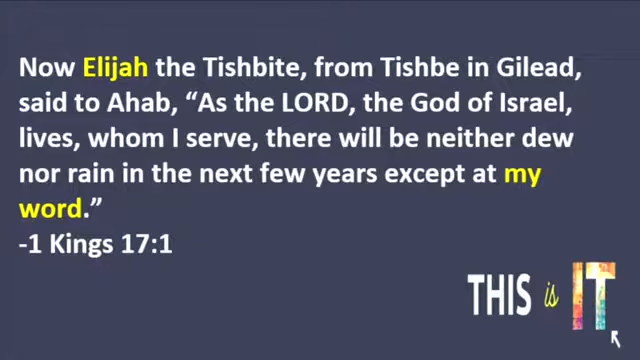 Now Elijah the Tishbite, from Tishbe in Gilead,
said to Ahab, “As the LORD, the God of Israel,
lives, whom I serve, there will be neither dew
nor rain in the next few years except at my
word.”
-1 Kings 17:1
THIS is IT